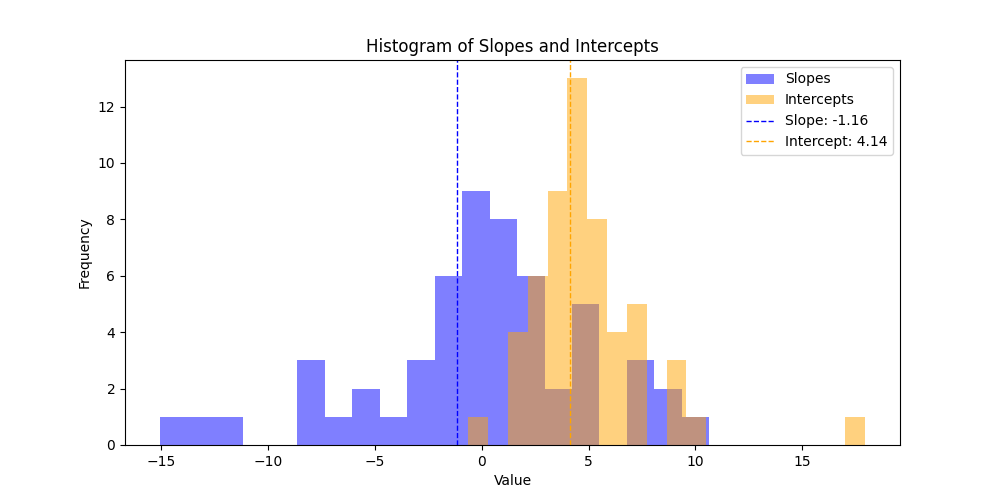 Histogram of Slopes and Intercepts
Slopes
Intercepts
Slope: -1.16
Intercept: 4.14
Frequency
12
10
8
6
4
2
0
−15
−10
−5
0
5
10
15
Value